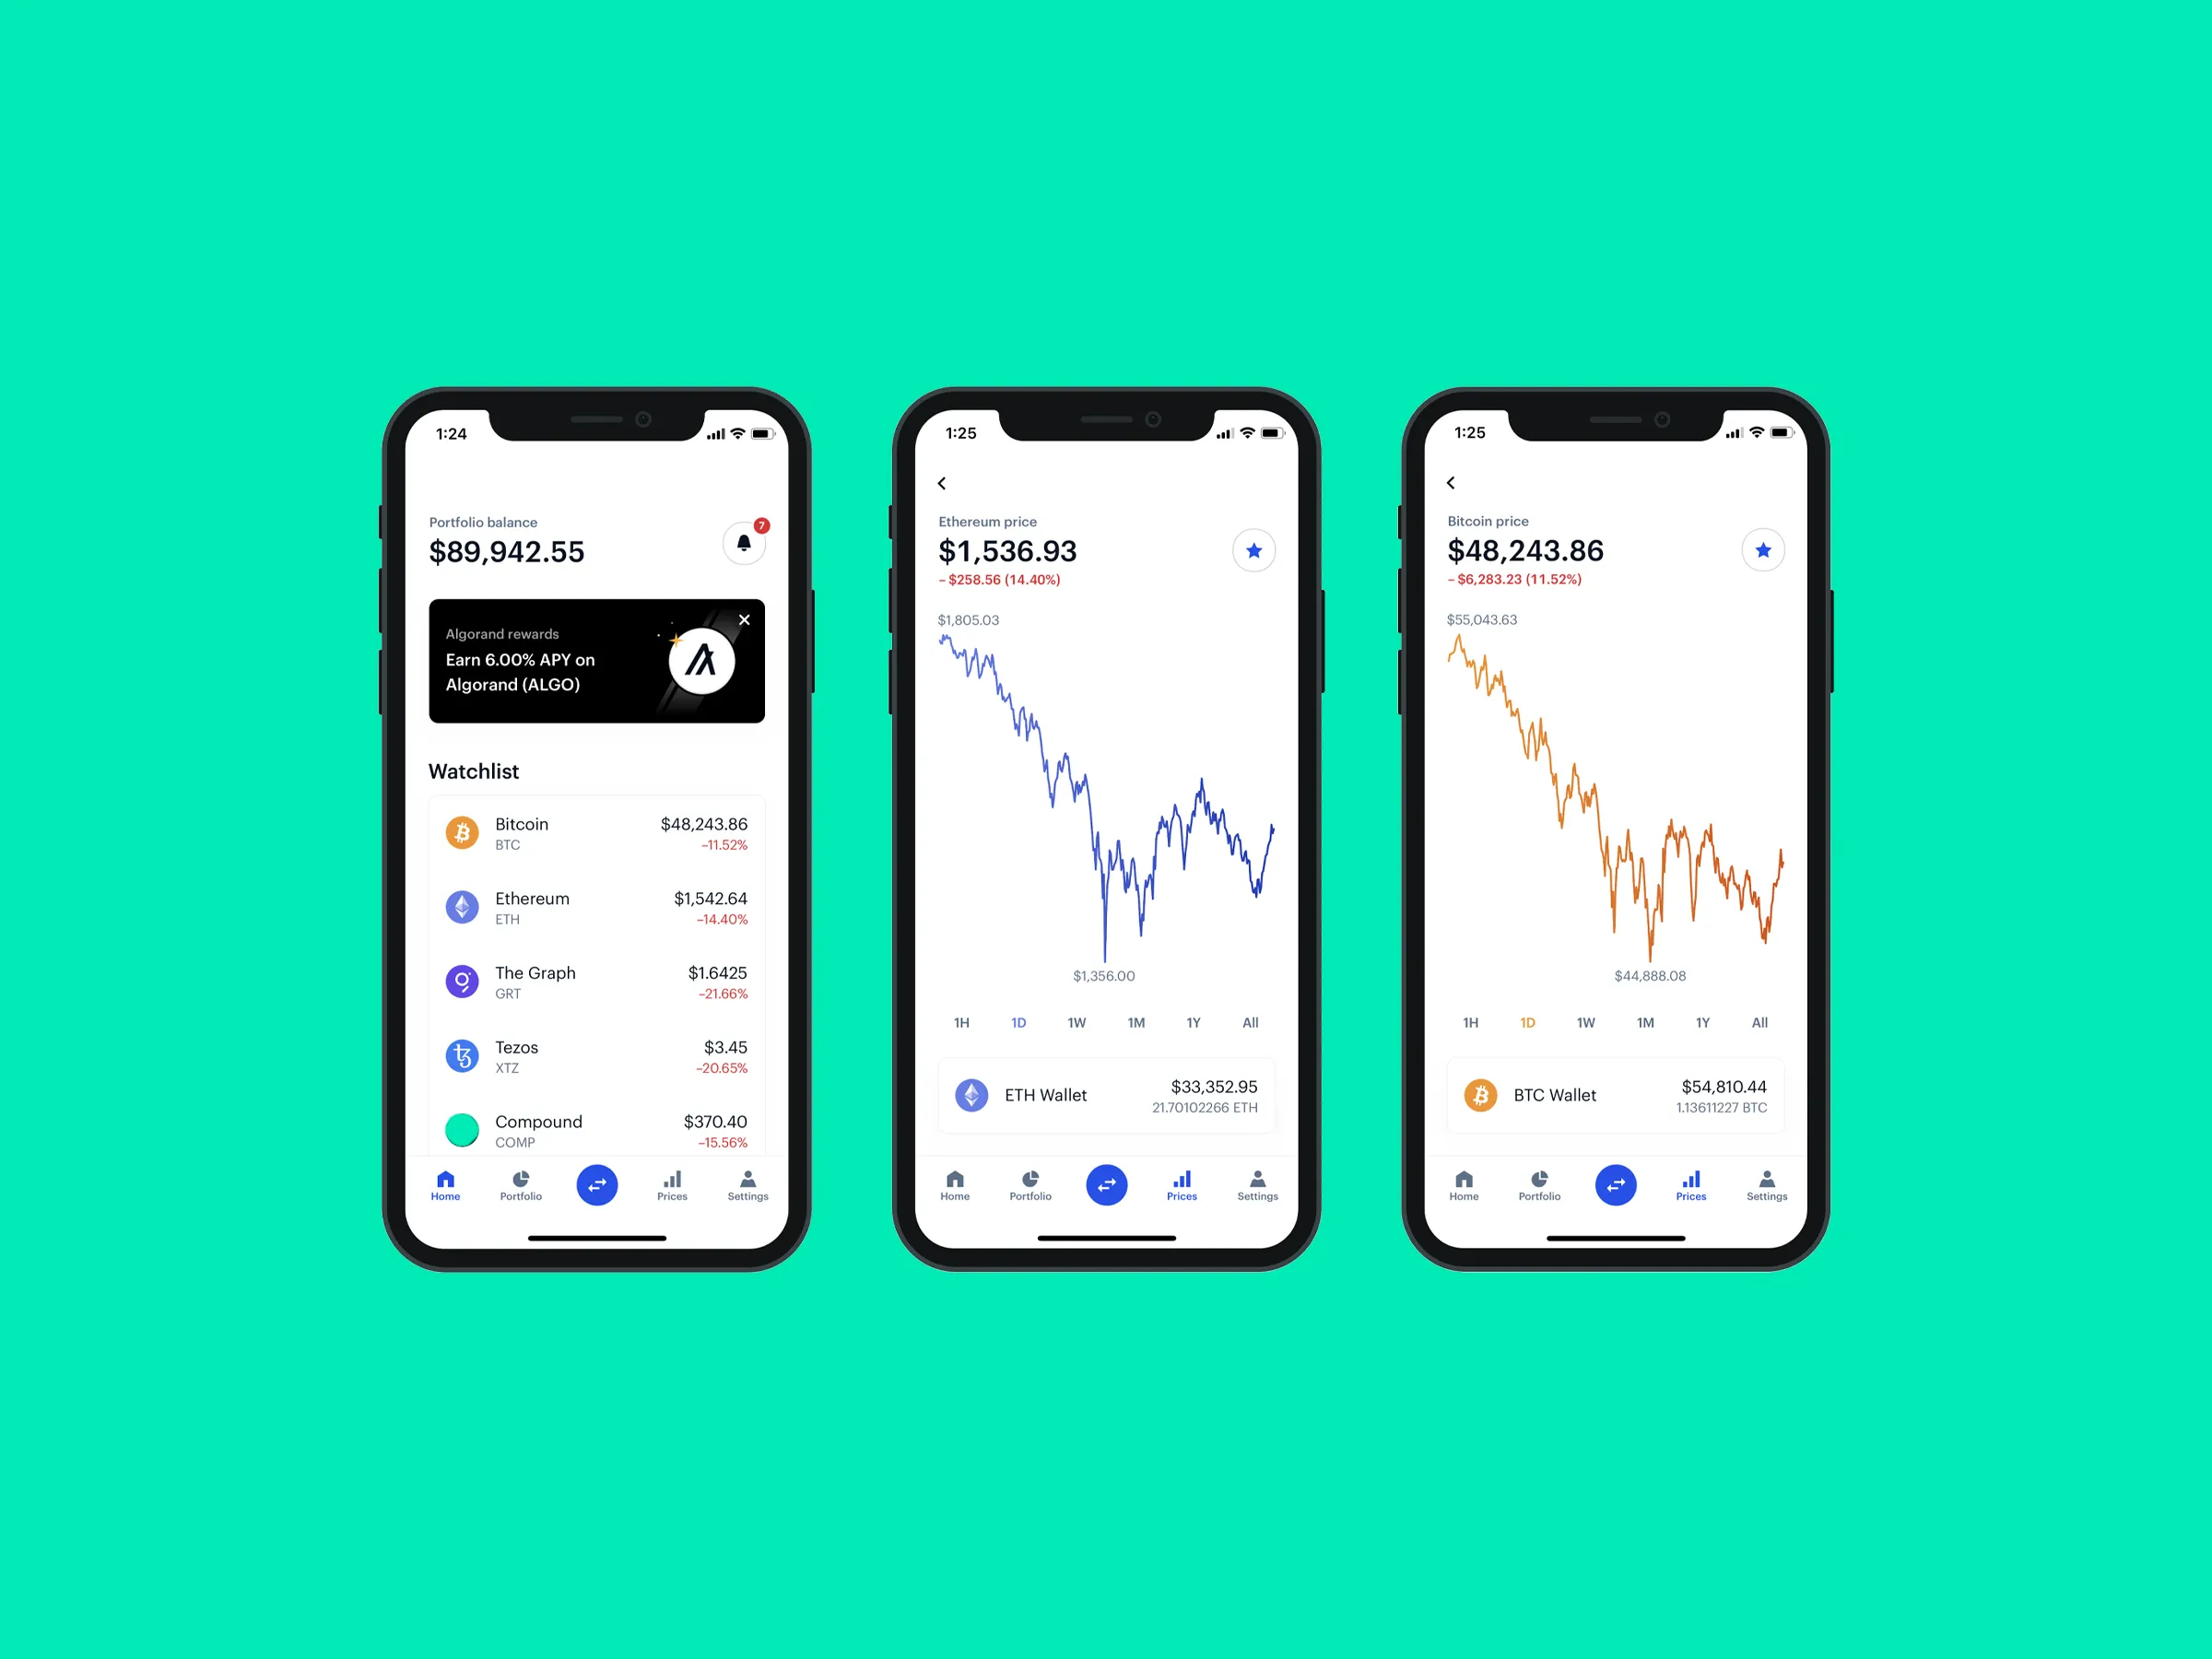 1:24
Portfolio balance
$89,942.55
7
Algorand rewards
Earn 6.00% APY on
Algorand (ALGO)
Watchlist
Bitcoin $48,243.86
BTC –11.52%
Ethereum $1,542.64
ETH –14.40%
The Graph $1.6425
GRT –21.66%
Tezos $3.45
XTZ –20.65%
Compound $370.40
COMP –15.56%
Home Portfolio Prices Settings
1:25
Ethereum price
$1,536.93
– $258.56 (14.40%)
$1,805.03
$1,356.00
1H 1D 1W 1M 1Y All
ETH Wallet $33,352.95
21.70102266 ETH
Home Portfolio Prices Settings
1:25
Bitcoin price
$48,243.86
– $6,283.23 (11.52%)
$55,043.63
$44,888.08
1H 1D 1W 1M 1Y All
BTC Wallet $54,810.44
1.13611227 BTC
Home Portfolio Prices Settings